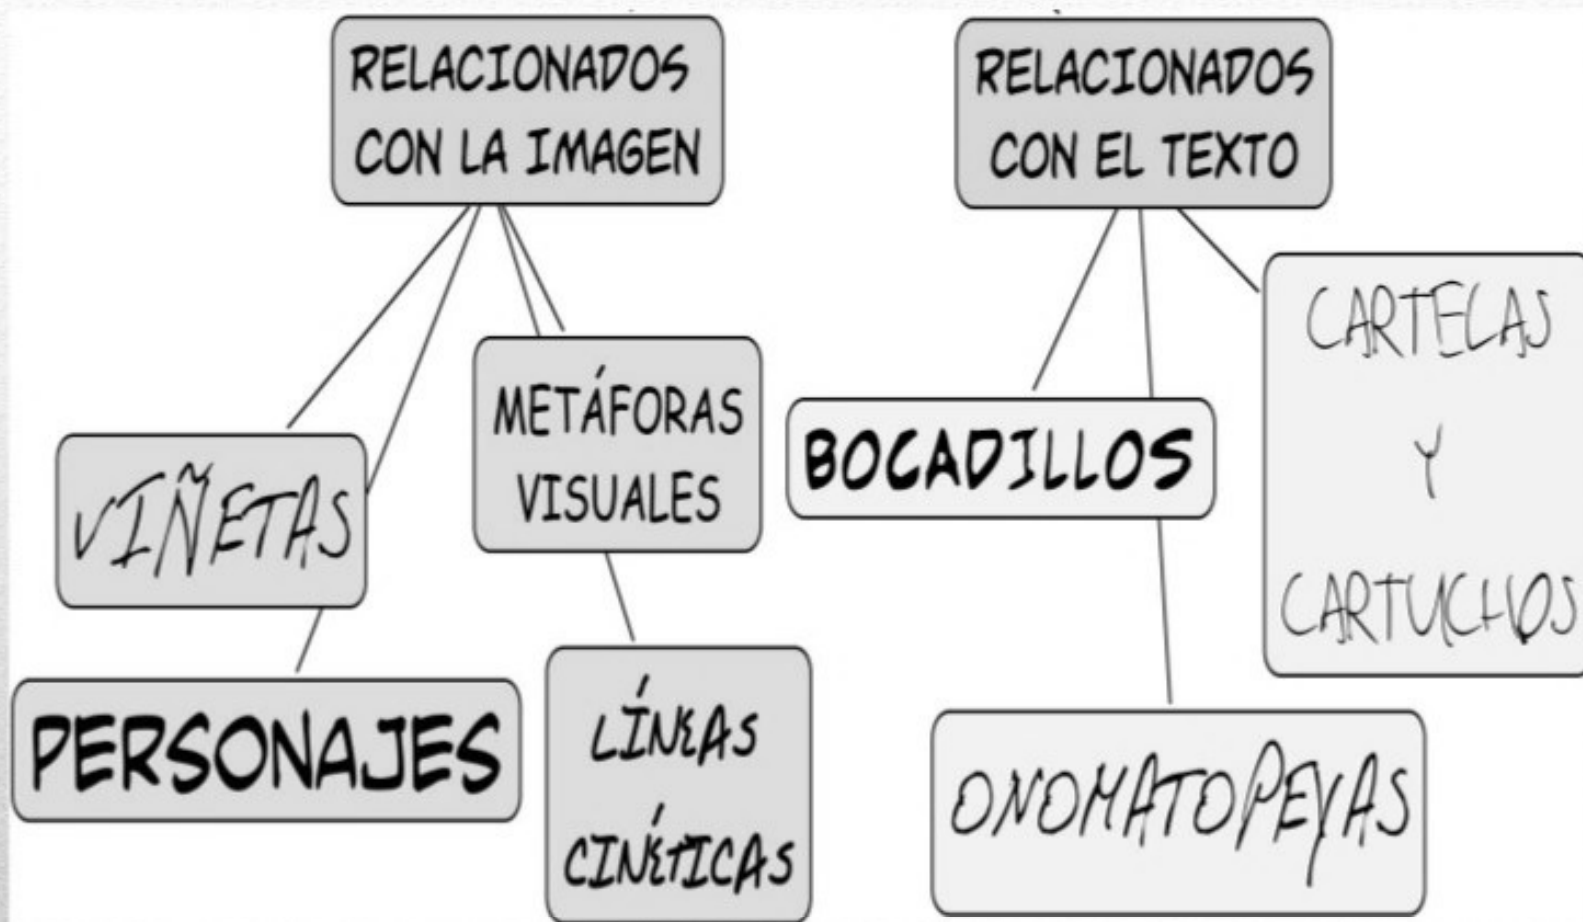 RELACIONADOS
CON LA IMAGEN
RELACIONADOS
CON EL TEXTO
VIÑETAS
METÁFORAS
VISUALES
PERSONAJES
LÍNEAS
CINÉTICAS
BOCADILLOS
CARTELAS
Y
CARTUCHOS
ONOMATOPEYAS